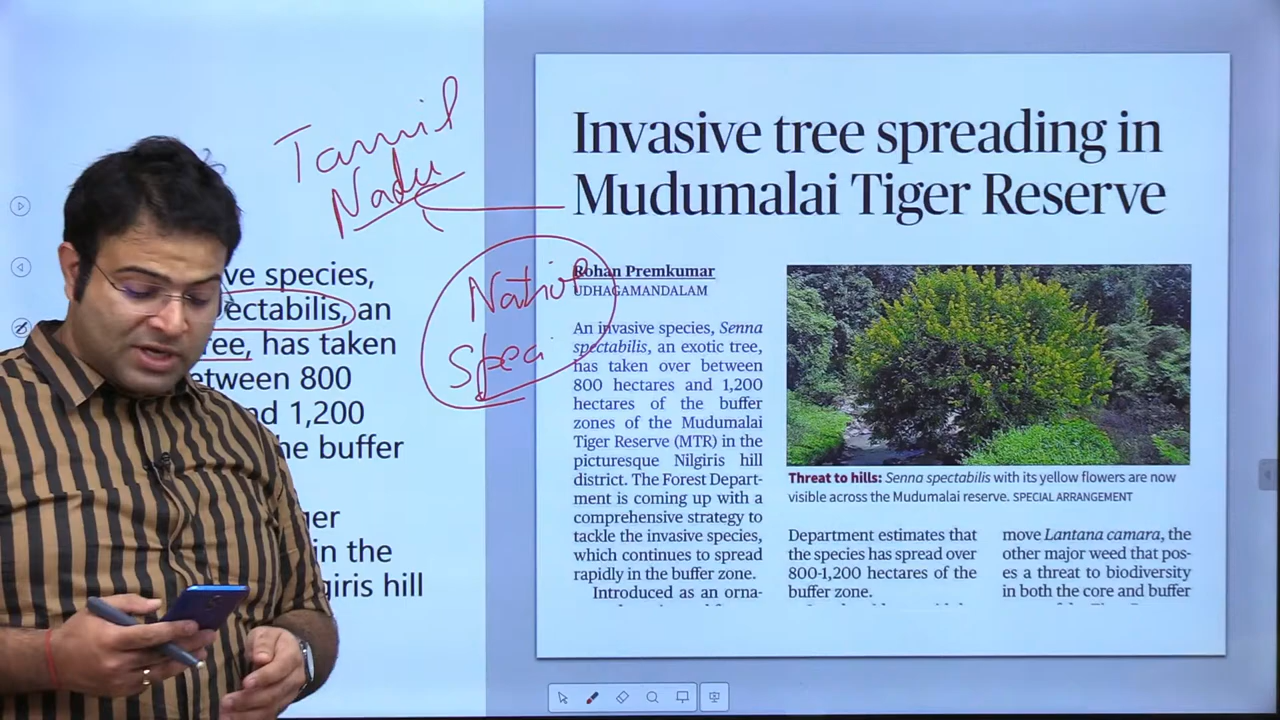 Tamil
Nadu
Native
Spec
ve species,
pectabilis, an
ree, has taken
etween 800
nd 1,200
he buffer
ger
in the
giris hill
Invasive tree spreading in
Mudumalai Tiger Reserve
Rohan Premkumar
UDHAGAMANDALAM
An invasive species, Senna
spectabilis, an exotic tree,
has taken over between
800 hectares and 1,200
hectares of the buffer
zones of the Mudumalai
Tiger Reserve (MTR) in the
picturesque Nilgiris hill
district. The Forest Depart-
ment is coming up with a
comprehensive strategy to
tackle the invasive species,
which continues to spread
rapidly in the buffer zone.
Introduced as an orna-
Threat to hills: Senna spectabilis with its yellow flowers are now
visible across the Mudumalai reserve. SPECIAL ARRANGEMENT
Department estimates that
the species has spread over
800-1,200 hectares of the
buffer zone.
move Lantana camara, the
other major weed that pos-
es a threat to biodiversity
in both the core and buffer